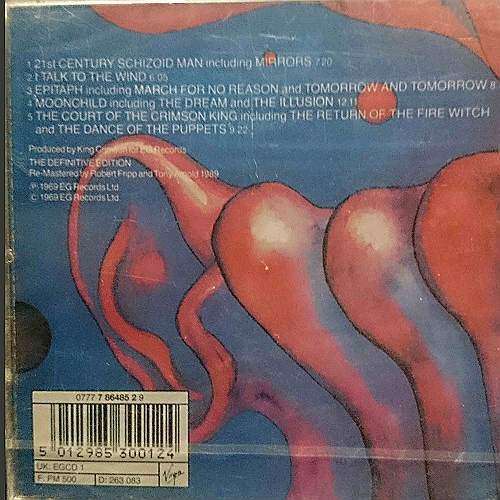 1 21st CENTURY SCHIZOID MAN including MIRRORS 7.20
2 I TALK TO THE WIND 6.05
3 EPITAPH including MARCH FOR NO REASON and TOMORROW AND TOMORROW 8
4 MOONCHILD including THE DREAM and THE ILLUSION 12.11
5 THE COURT OF THE CRIMSON KING including THE RETURN OF THE FIRE WITCH
and THE DANCE OF THE PUPPETS 9.22
Produced by King Crimson for EG Records
THE DEFINITIVE EDITION
Re-Mastered by Robert Fripp and Tony Arnold 1989
℗ 1969 EG Records Ltd
© 1969 EG Records Ltd
0777 7 86485 2 9
5 012985 300124
UK: EGCD 1
F: PM 500 D: 263 083
Virgin